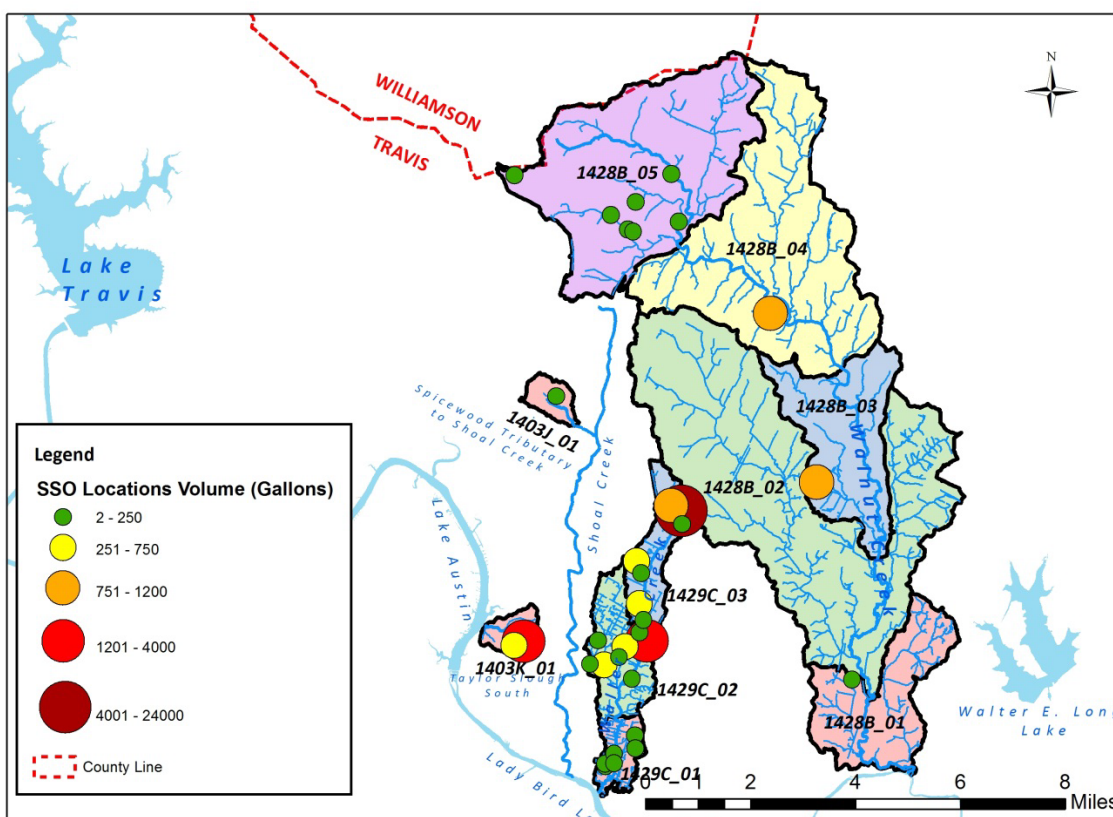 N
WILLIAMSON
TRAVIS
1428B_05
1428B_04
Lake
Travis
1403J_01
Spicewood Tributary
to Shoal Creek
Shoal Creek
1428B_03
Walnut Creek
1428B_02
Lake Austin
Creek
1429C_03
1403K_01
Taylor Slough
South
1429C_02
1428B_01
Walter E. Long
Lake
Lady Bird L
1429C_01
0 1 2 4 6 8
Miles
Legend
SSO Locations Volume (Gallons)
2 - 250
251 - 750
751 - 1200
1201 - 4000
4001 - 24000
County Line